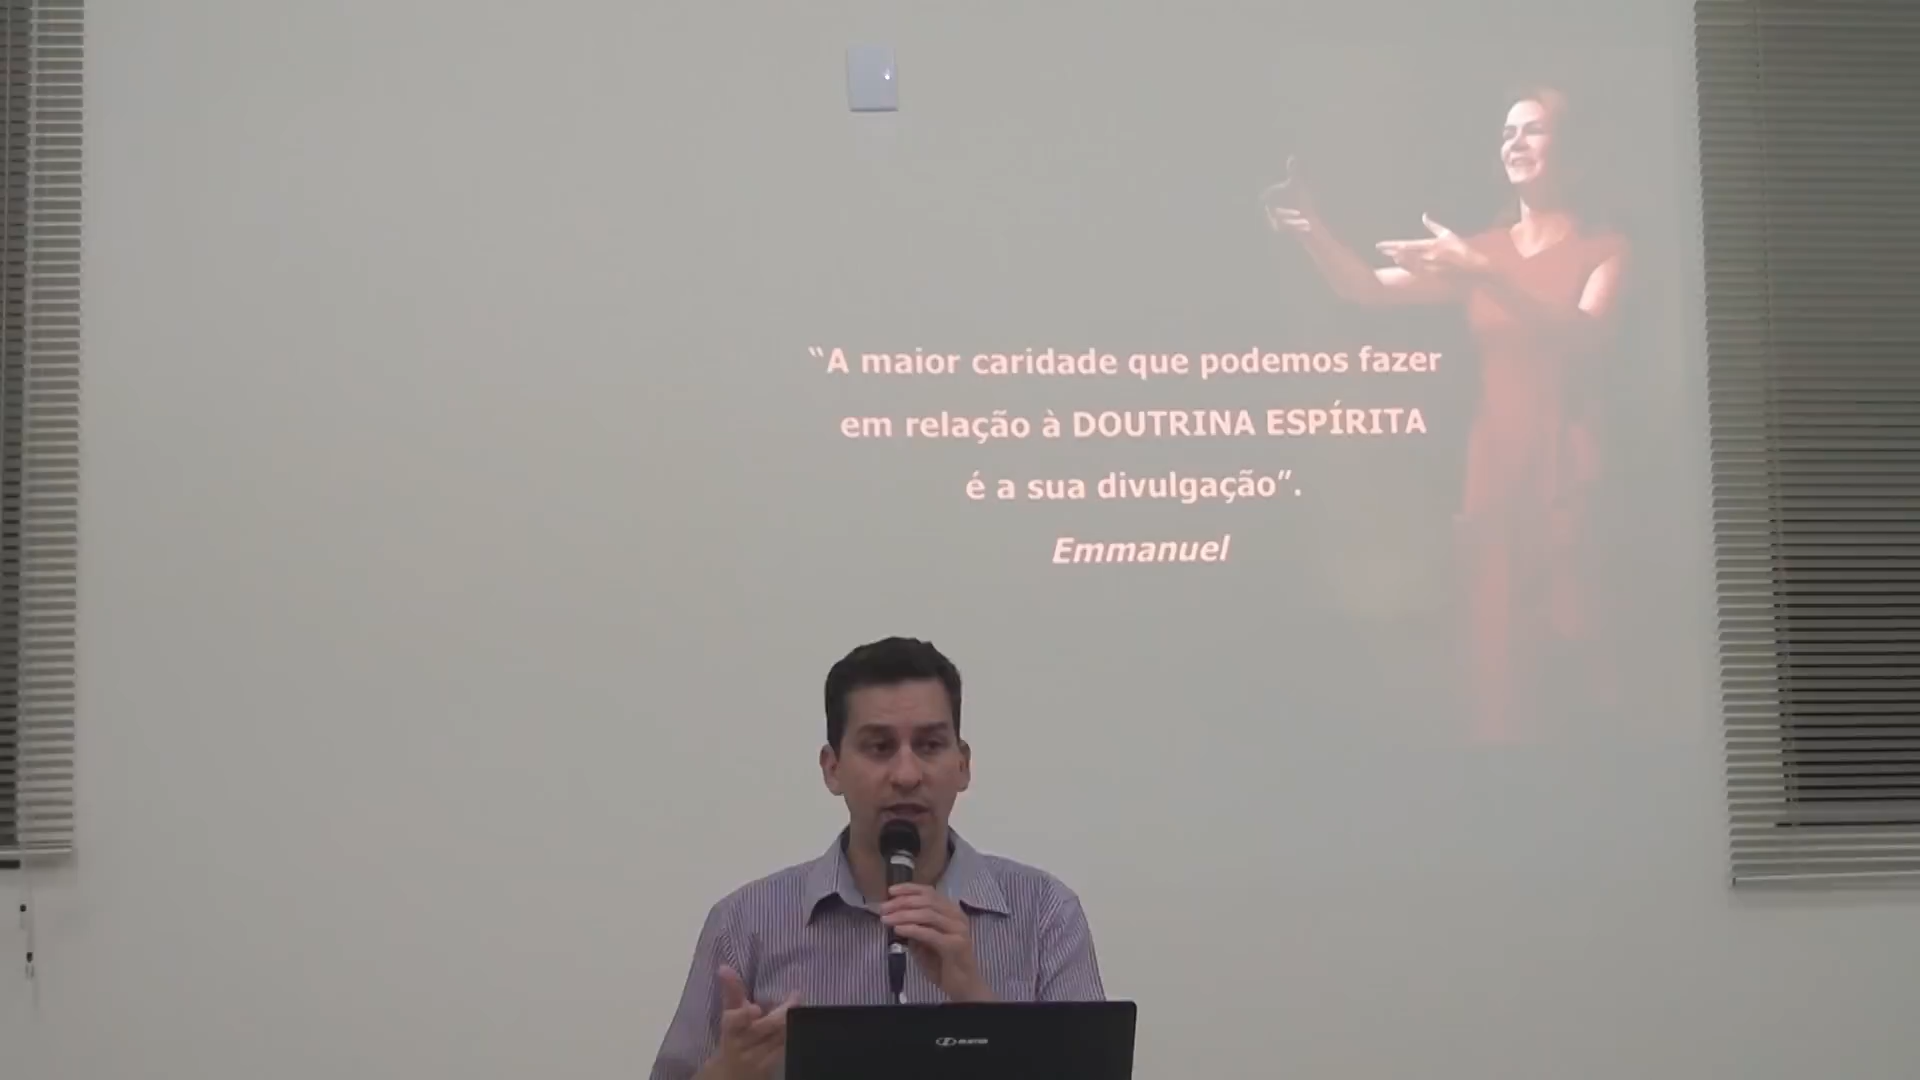 “A maior caridade que podemos fazer
em relação à DOUTRINA ESPÍRITA
é a sua divulgação”.
Emmanuel